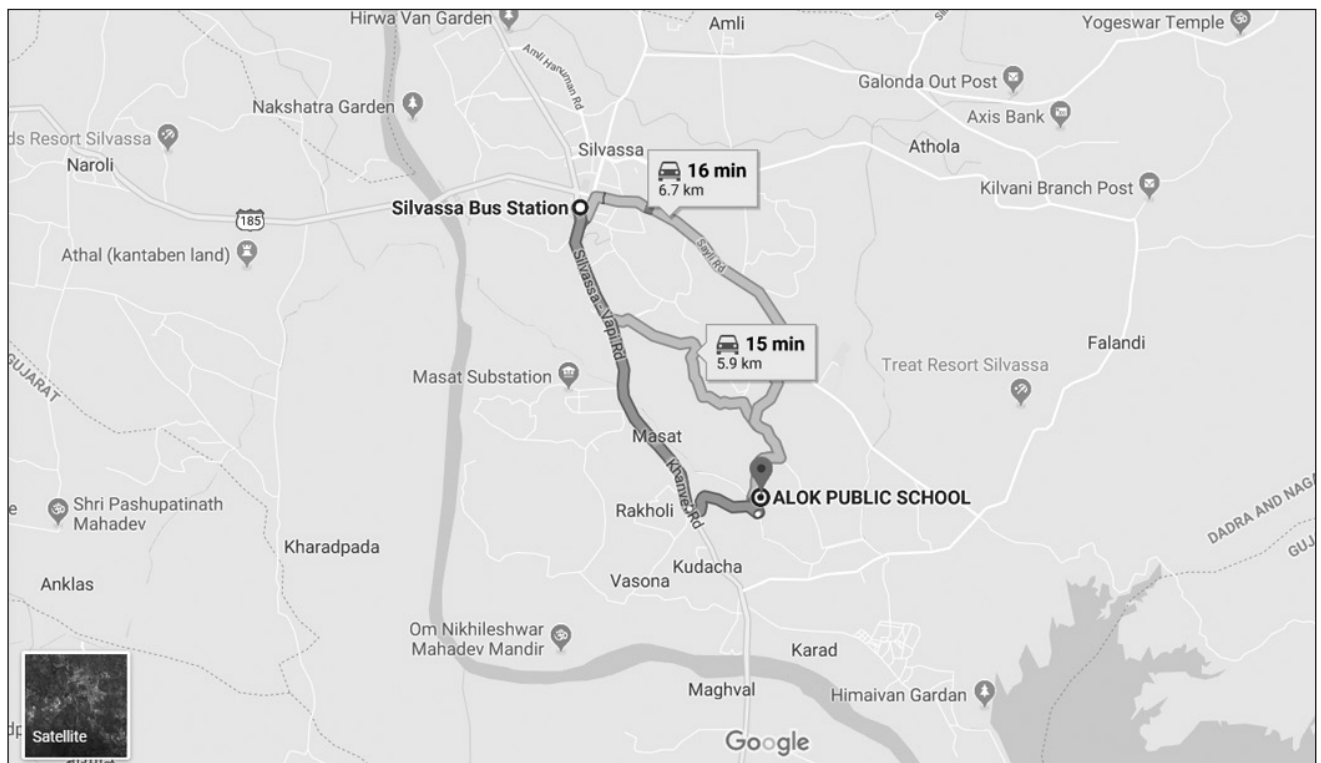 Hirwa Van Garden
Amli
Yogeswar Temple
Amli Hanuman Rd
Galonda Out Post
Nakshatra Garden
Axis Bank
ds Resort Silvassa
Silvassa
Athola
Naroli
16 min
6.7 km
Kilvani Branch Post
Silvassa Bus Station
185
Athal (kantaben land)
Sayli Rd
Silvassa - Vapi Rd
15 min
5.9 km
Falandi
GUJARAT
Masat Substation
Treat Resort Silvassa
Masat
Khanvel Rd
ALOK PUBLIC SCHOOL
Shri Pashupatinath
Mahadev
Rakholi
DADRA AND NAGA
GUJ
Kharadpada
Kudacha
Anklas
Vasona
Om Nikhileshwar
Mahadev Mandir
Karad
Maghval
Himaivan Gardan
Satellite
Google